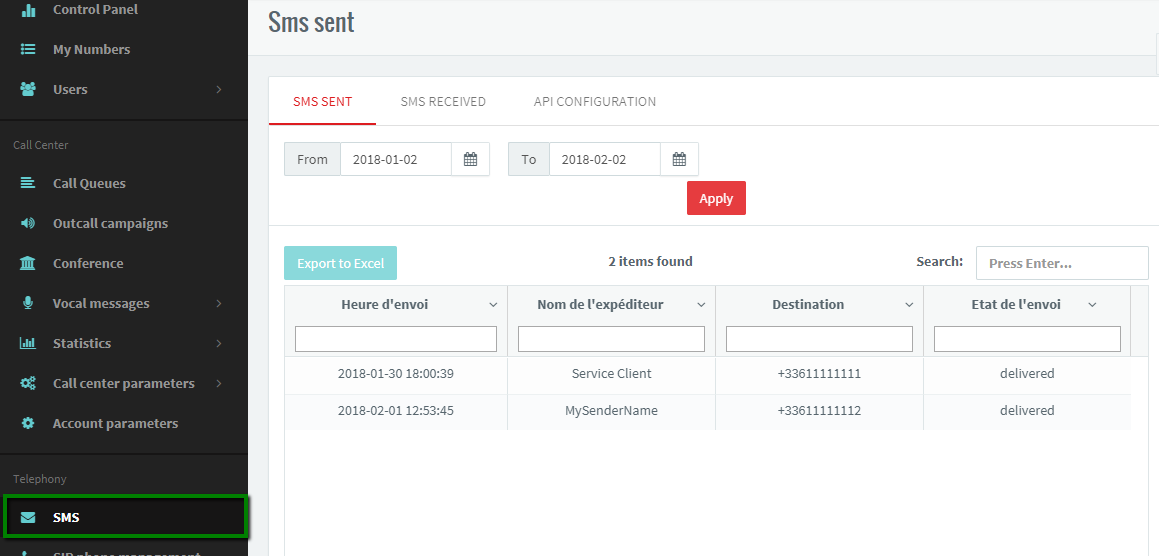 Control Panel
My Numbers
Users
Call Center
Call Queues
Outcall campaigns
Conference
Vocal messages
Statistics
Call center parameters
Account parameters
Telephony
SMS
SIP phone management
Sms sent
SMS SENT SMS RECEIVED API CONFIGURATION
From 2018-01-02 To 2018-02-02
Apply
Export to Excel 2 items found Search: Press Enter...
Heure d'envoi Nom de l'expéditeur Destination Etat de l'envoi
2018-01-30 18:00:39 Service Client +33611111111 delivered
2018-02-01 12:53:45 MySenderName +33611111112 delivered